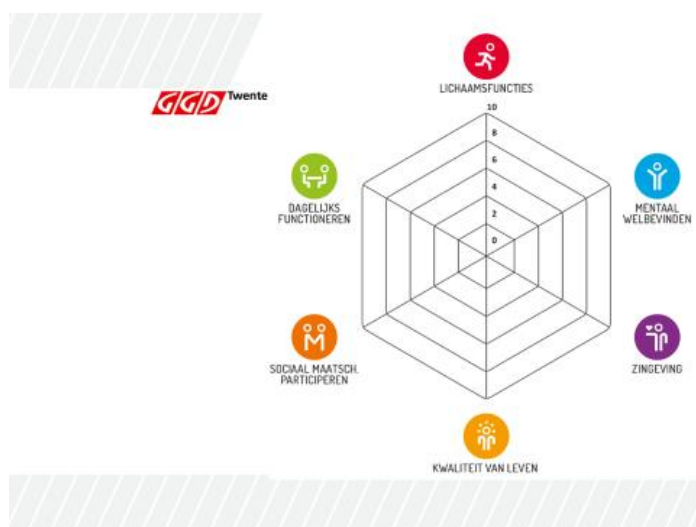 GGD Twente
LICHAAMSFUNCTIES
10
8
6
4
2
0
DAGELIJKS
FUNCTIONEREN
MENTAAL
WELBEVINDEN
SOCIAAL MAATSCH.
PARTICIPEREN
ZINGEVING
KWALITEIT VAN LEVEN